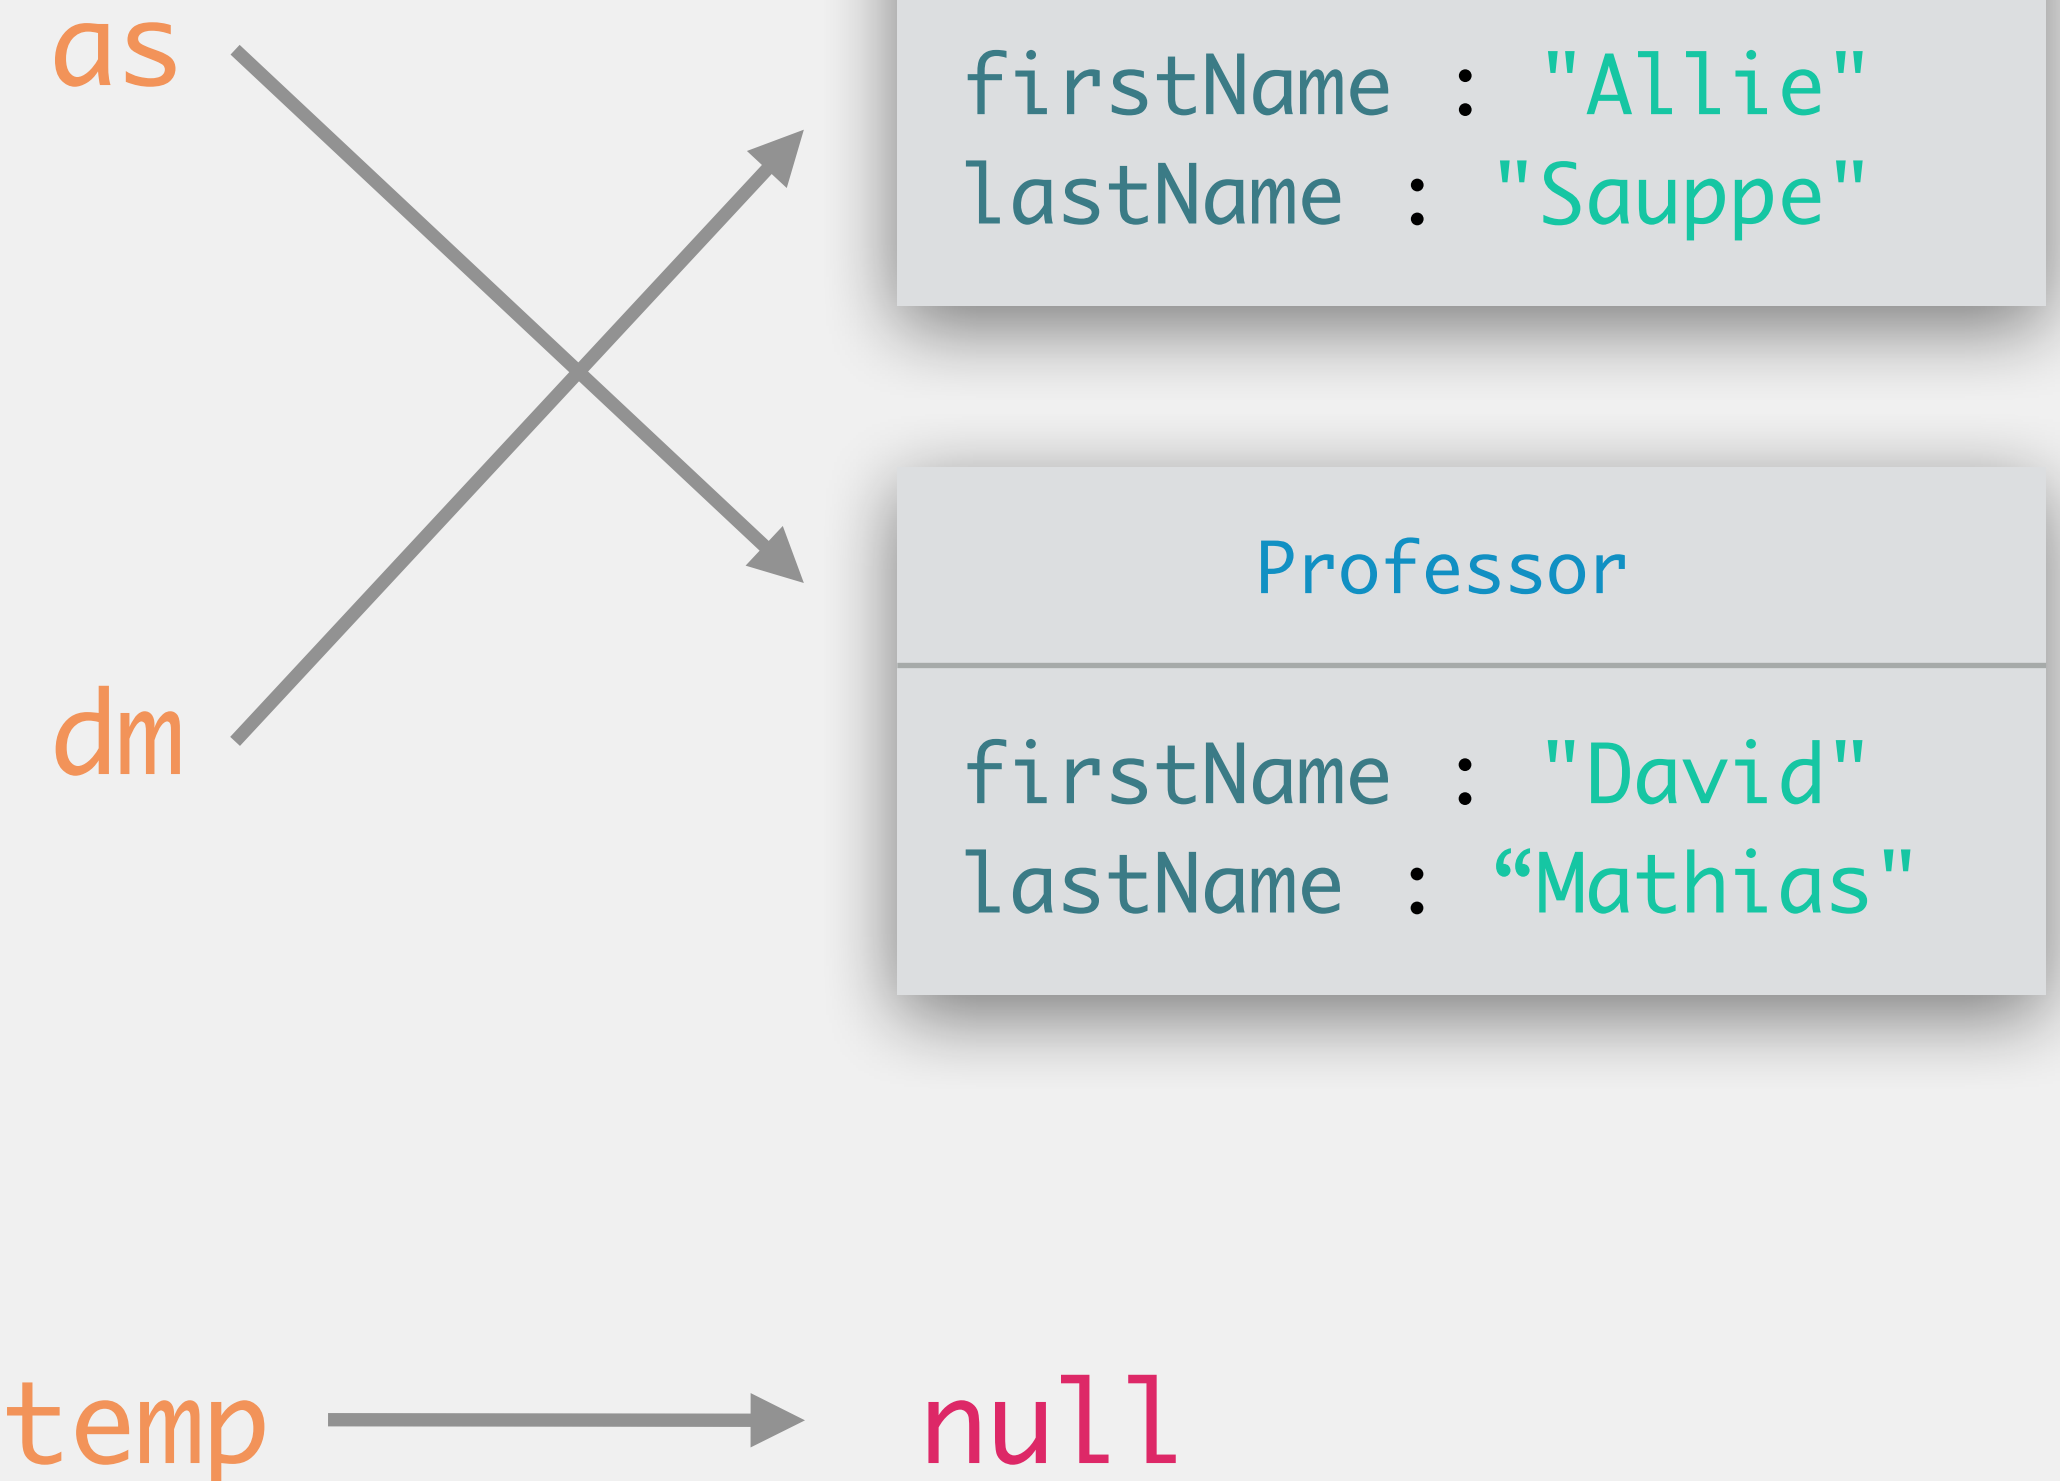 as
firstName : "Allie"
lastName : "Sauppe"
Professor
dm
firstName : "David"
lastName : “Mathias"
temp
null